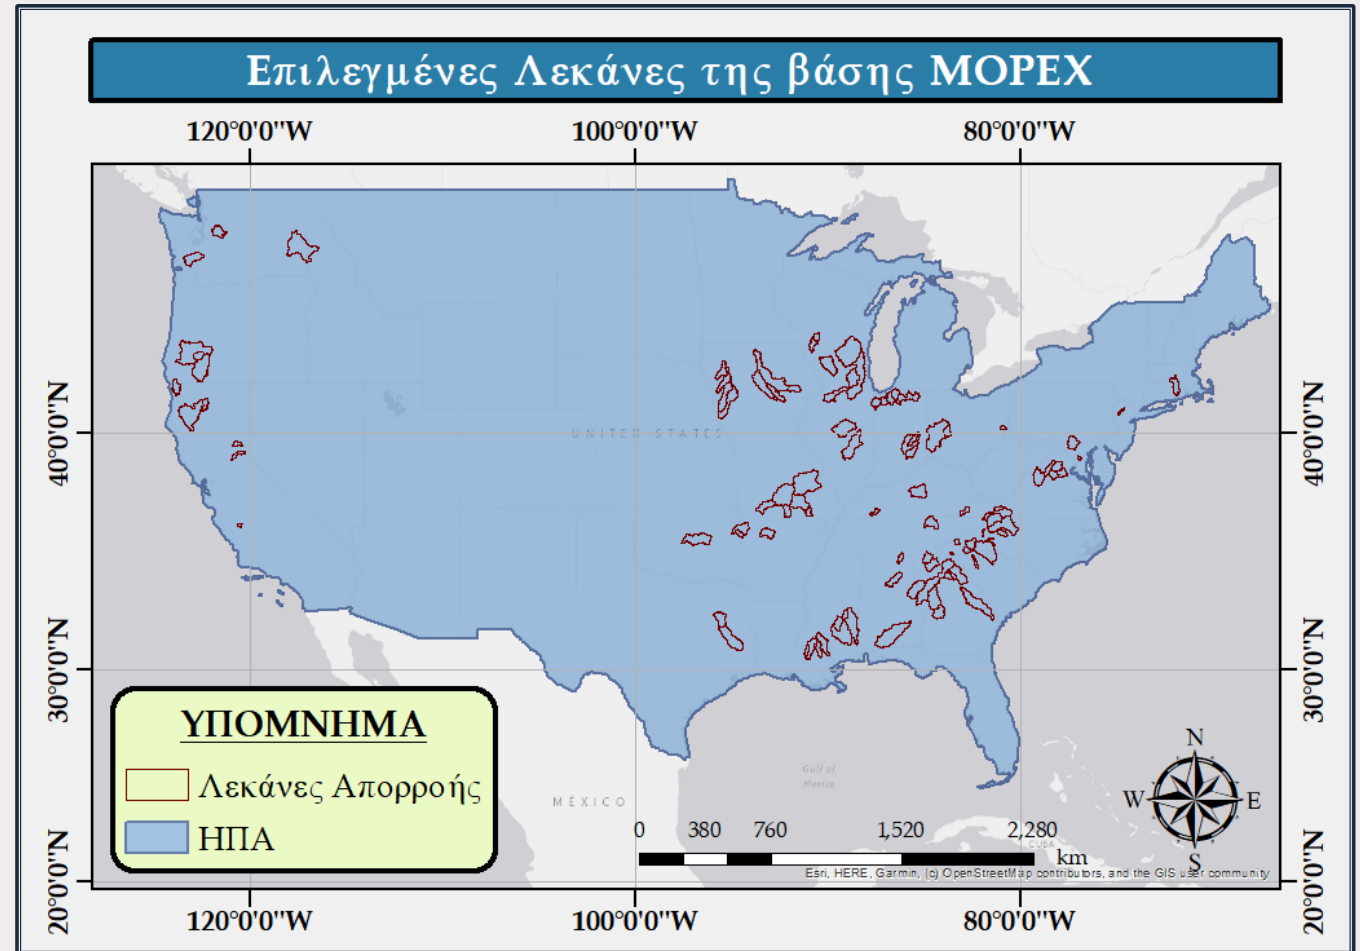 Επιλεγμένες Λεκάνες της βάσης MOPEX
120°0'0"W 100°0'0"W 80°0'0"W
40°0'0"N 40°0'0"N
UNITED STATES
30°0'0"N 30°0'0"N
ΥΠΟΜΝΗΜΑ
Λεκάνες Απορροής
ΗΠΑ
Gulf of
Mexico
MÉXICO
N
W E
S
0 380 760 1,520 2,280
km
CUBA
Esri, HERE, Garmin, (c) OpenStreetMap contributors, and the GIS user community
20°0'0"N 20°0'0"N
120°0'0"W 100°0'0"W 80°0'0"W